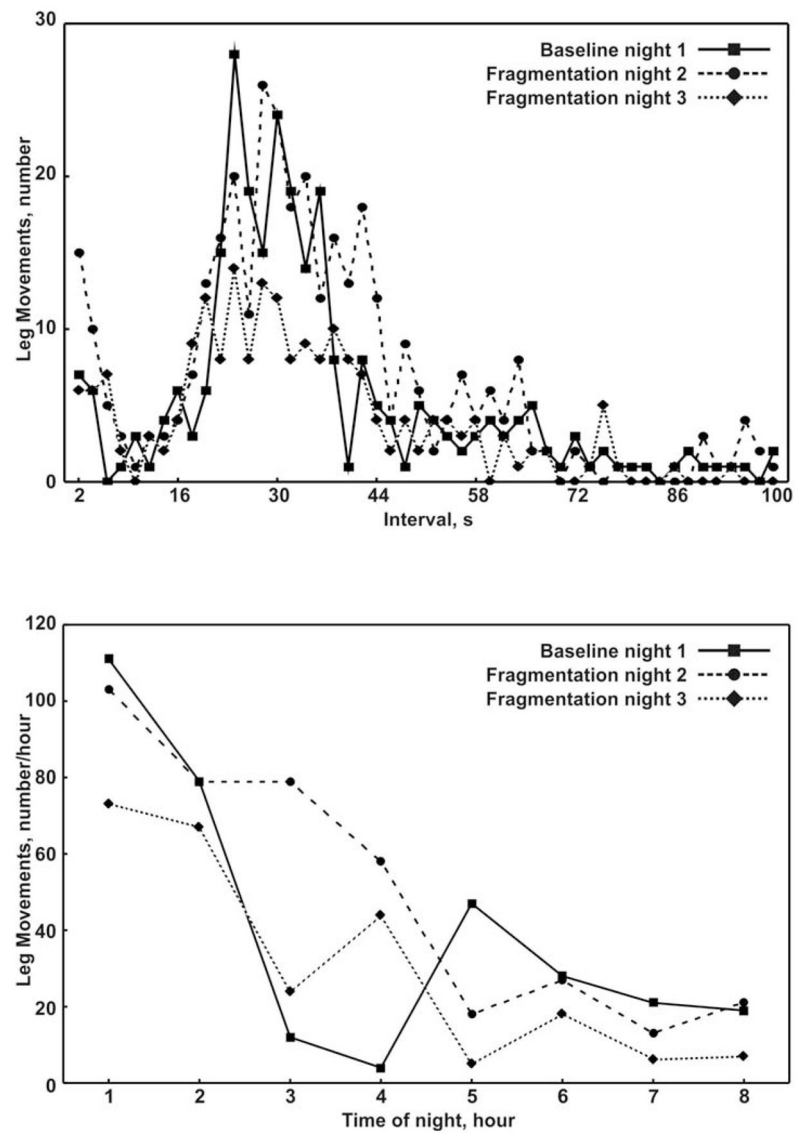 30
Baseline night 1
Fragmentation night 2
Fragmentation night 3
20
10
0
Leg Movements, number
2 16 30 44 58 72 86 100
Interval, s
120
Baseline night 1
Fragmentation night 2
Fragmentation night 3
100
80
60
40
20
0
Leg Movements, number/hour
1 2 3 4 5 6 7 8
Time of night, hour